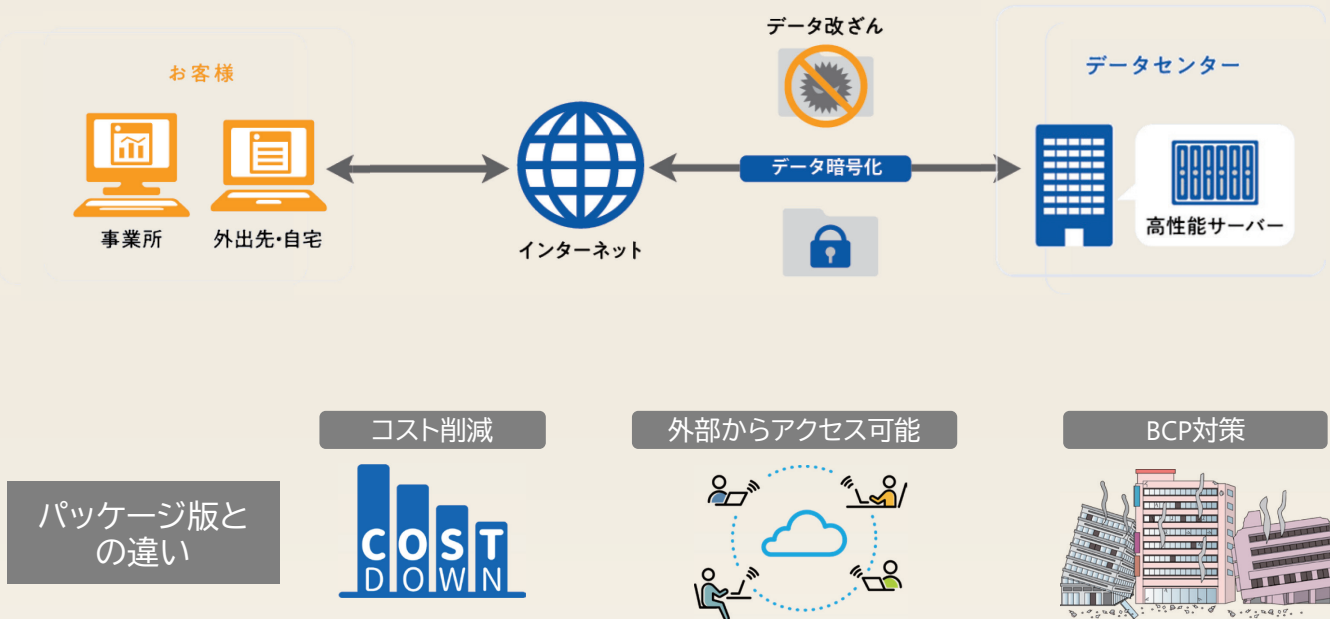 データ改ざん
お客様
データセンター
データ暗号化
事業所
外出先・自宅
インターネット
高性能サーバー
コスト削減
外部からアクセス可能
BCP対策
パッケージ版と
の違い
COST
DOWN